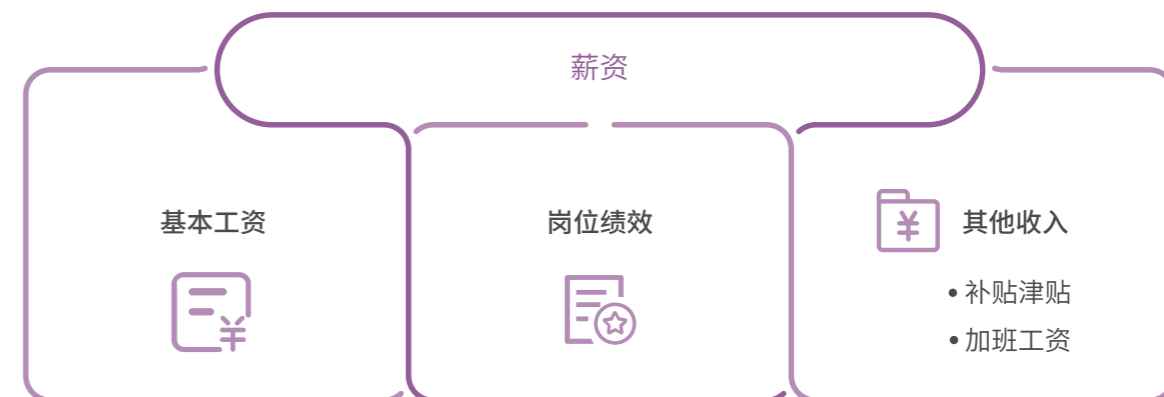 薪资
基本工资
岗位绩效
其他收入
•补贴津贴
•加班工资